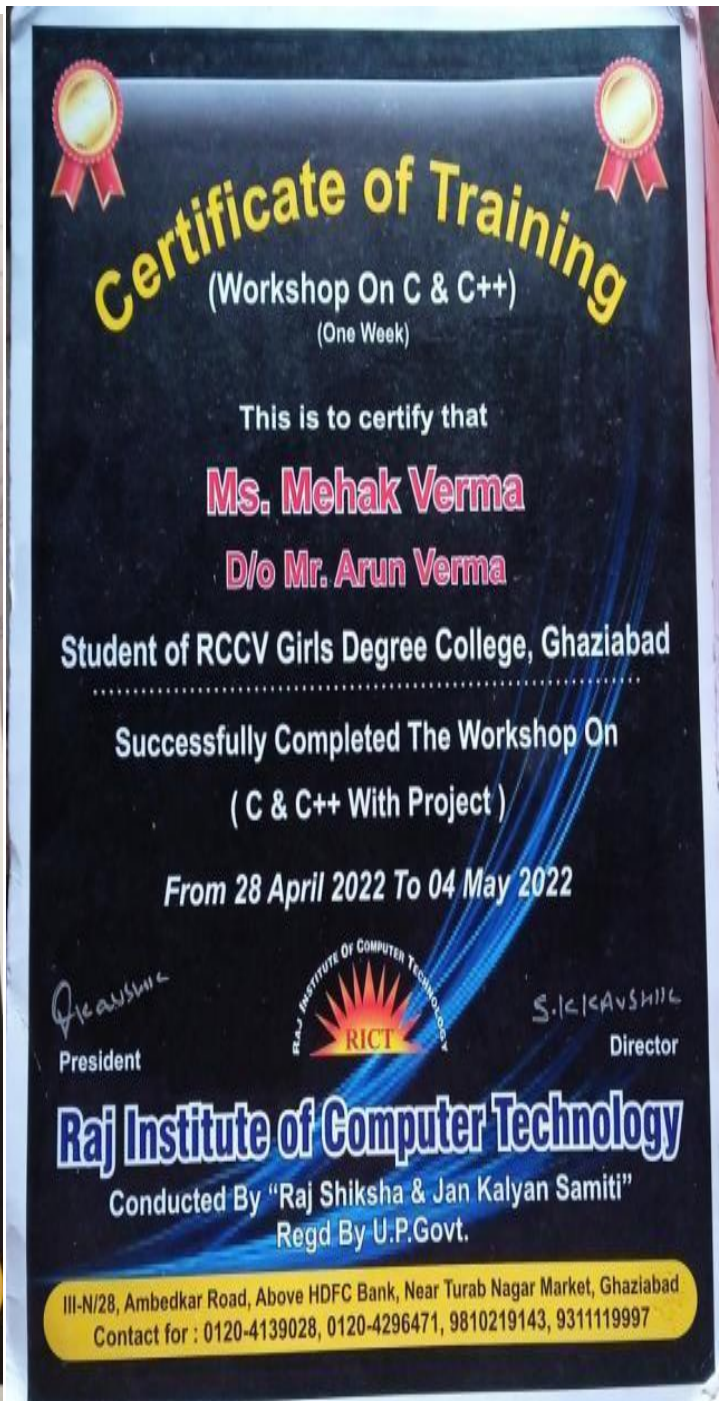 Certificate of Training
(Workshop On C & C++)
(One Week)
This is to certify that
Ms. Mehak Verma
D/o Mr. Arun Verma
Student of RCCV Girls Degree College, Ghaziabad
Successfully Completed The Workshop On
( C & C++ With Project )
From 28 April 2022 To 04 May 2022
RAJ INSTITUTE OF COMPUTER TECHNOLOGY
RICT
S.K KAVSHIK
President
Director
Raj Institute of Computer Technology
Conducted By “Raj Shiksha & Jan Kalyan Samiti”
Regd By U.P.Govt.
III-N/28, Ambedkar Road, Above HDFC Bank, Near Turab Nagar Market, Ghaziabad
Contact for : 0120-4139028, 0120-4296471, 9810219143, 9311119997